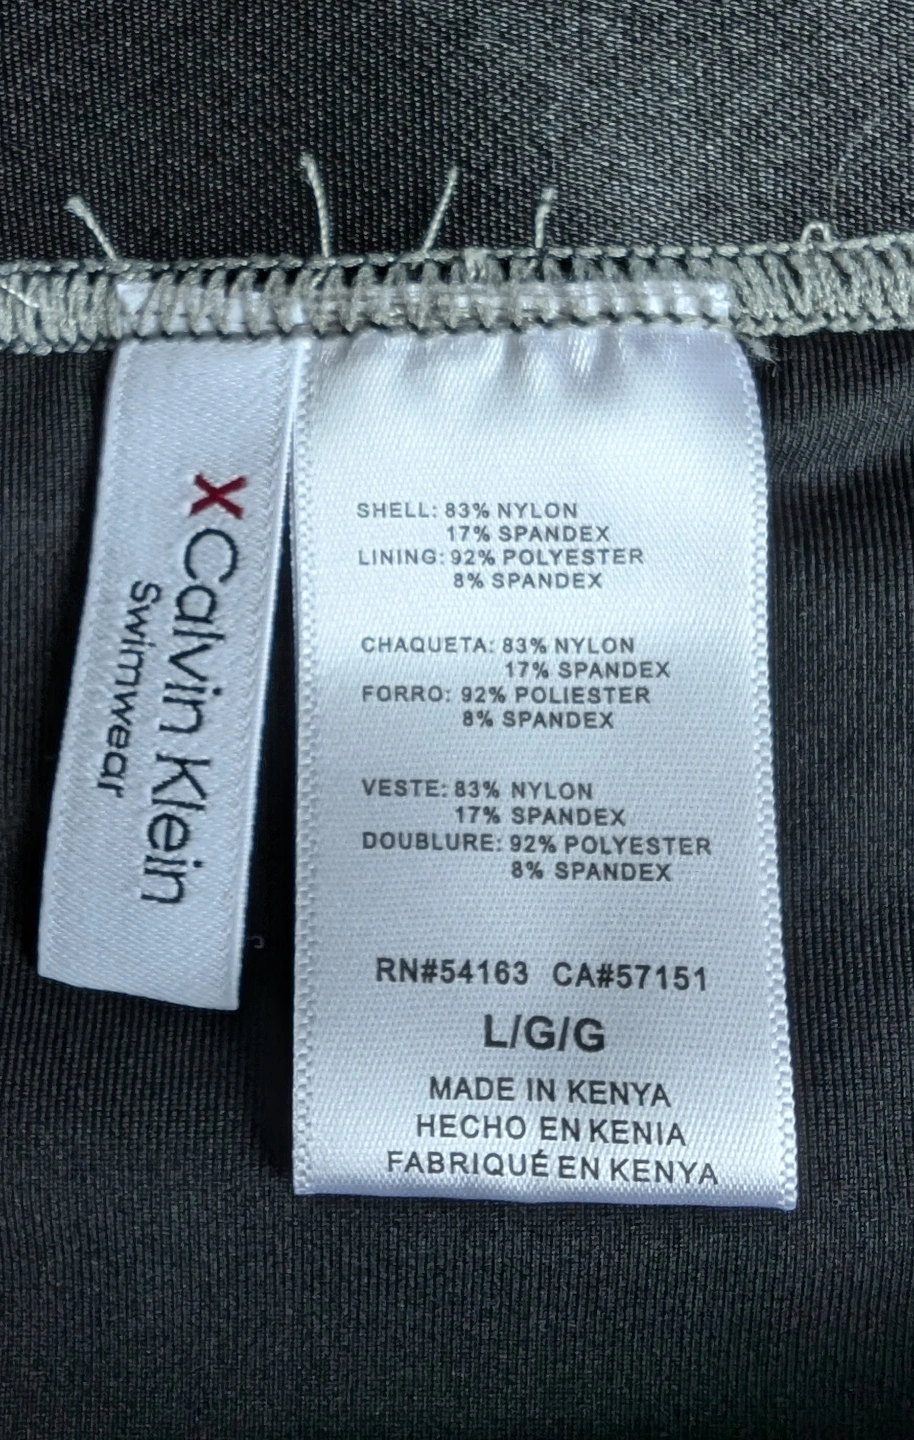 X Calvin Klein
Swimwear
SHELL: 83% NYLON
17% SPANDEX
LINING: 92% POLYESTER
8% SPANDEX
CHAQUETA: 83% NYLON
17% SPANDEX
FORRO: 92% POLIESTER
8% SPANDEX
VESTE: 83% NYLON
17% SPANDEX
DOUBLURE: 92% POLYESTER
8% SPANDEX
RN#54163 CA#57151
L/G/G
MADE IN KENYA
HECHO EN KENIA
FABRIQUÉ EN KENYA